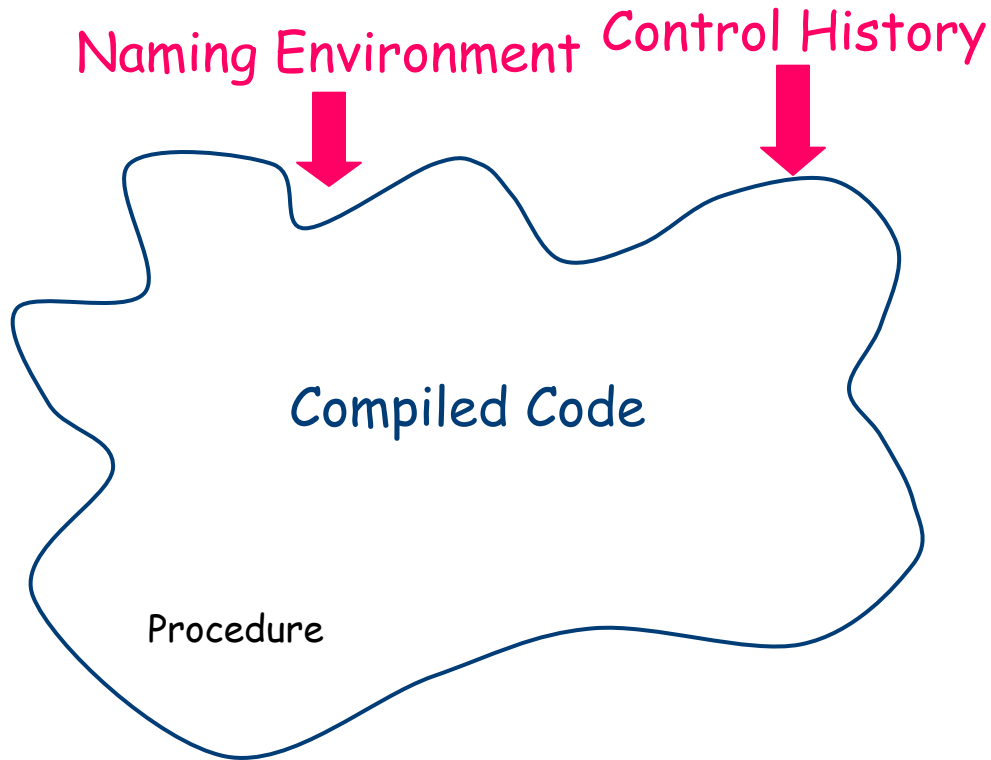 Naming Environment
Control History
Compiled Code
Procedure